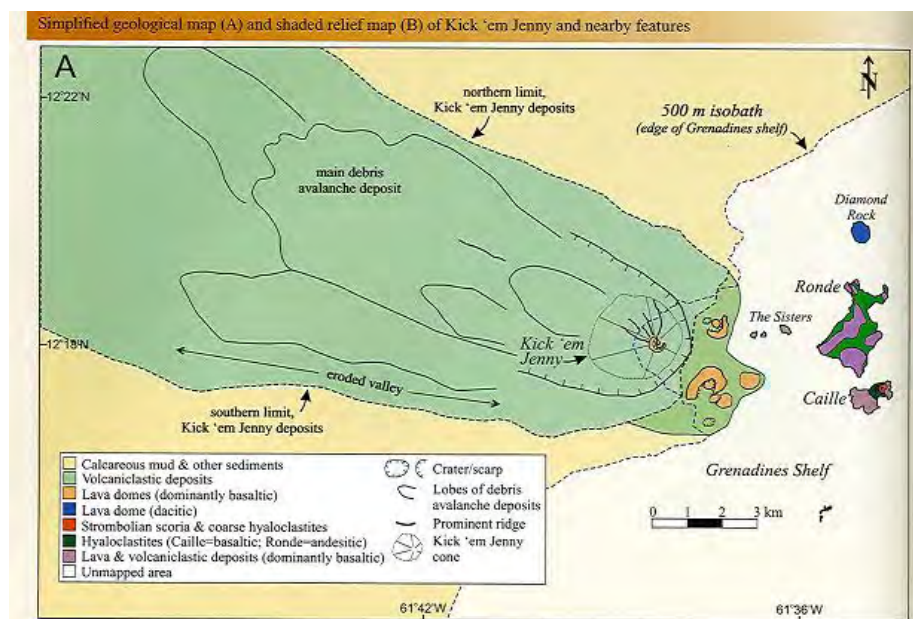 Simplified geological map (A) and shaded relief map (B) of Kick ‘em Jenny and nearby features
A
N
12°22'N
northern limit,
Kick ‘em Jenny deposits
500 m isobath
(edge of Grenadines shelf)
main debris
avalanche deposit
Diamond
Rock
Ronde
The Sisters
12°18'N
Kick ‘em
Jenny
eroded valley
Caille
southern limit,
Kick ‘em Jenny deposits
Grenadines Shelf
Calcareous mud & other sediments
Volcaniclastic deposits
Lava domes (dominantly basaltic)
Lava dome (dacitic)
Strombolian scoria & coarse hyaloclastites
Hyaloclastites (Caille=basaltic; Ronde=andesitic)
Lava & volcaniclastic deposits (dominantly basaltic)
Unmapped area
Crater/scarp
Lobes of debris
avalanche deposits
Prominent ridge
Kick ‘em Jenny
cone
0 1 2 3 km
61°42'W
61°36'W